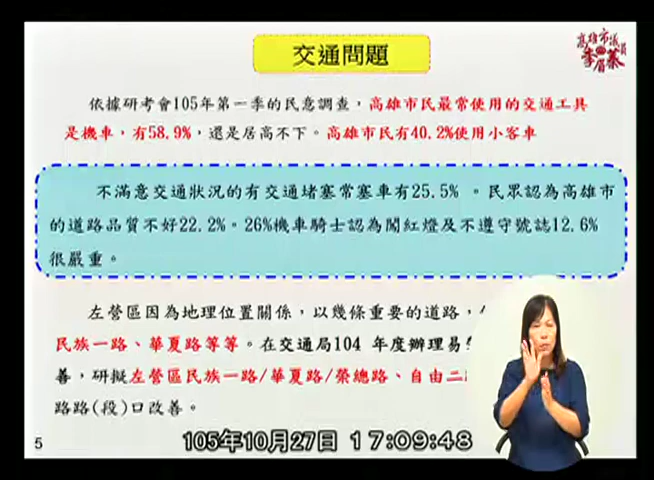 交通問題
高雄市議員
李眉蓁
依據研考會105年第一季的民意調查，高雄市民最常使用的交通工具
是機車，有58.9%，還是居高不下。高雄市民有40.2%使用小客車
不滿意交通狀況的有交通堵塞常塞車有25.5% 。民眾認為高雄市
的道路品質不好22.2%。26%機車騎士認為闖紅燈及不遵守號誌12.6%
很嚴重。
左營區因為地理位置關係，以幾條重要的道路，
民族一路、華夏路等等。在交通局104 年度辦理易
善，研擬左營區民族一路/華夏路/榮總路、自由二
路路(段)口改善。
5
105年10月27日 17:09:48